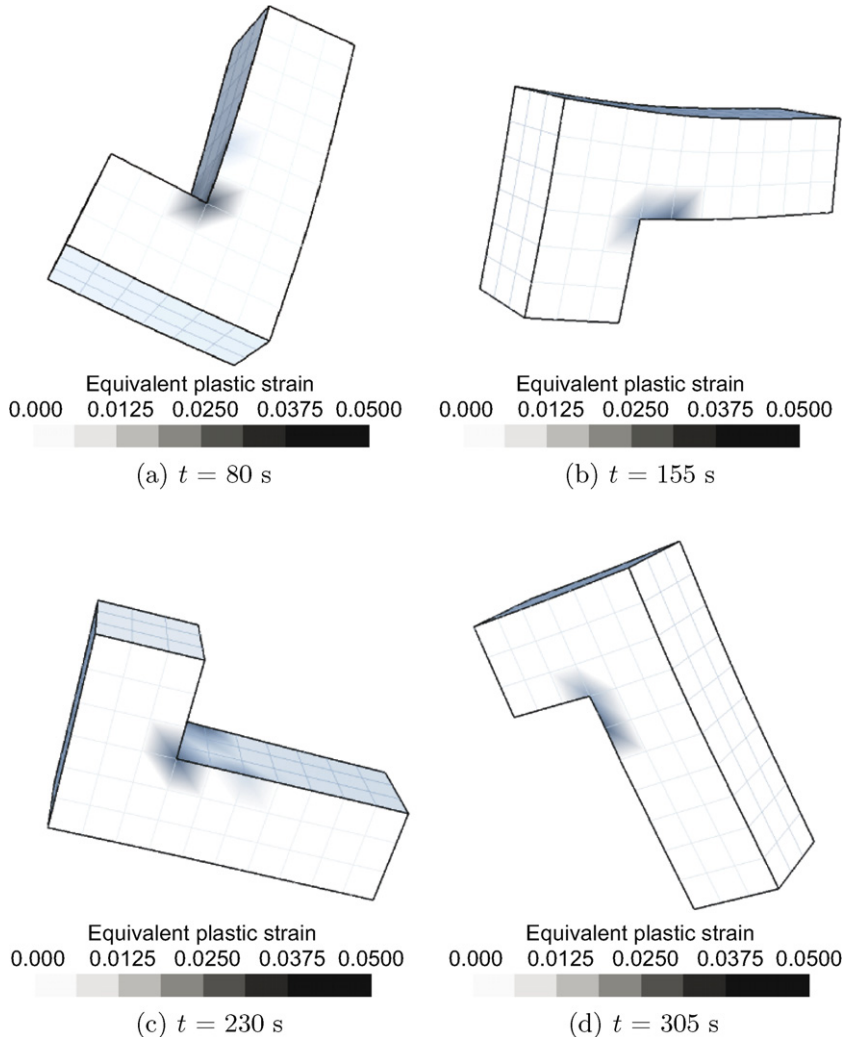 Equivalent plastic strain Equivalent plastic strain
0.000 0.0125 0.0250 0.0375 0.0500 0.000 0.0125 0.0250 0.0375 0.0500
(a) t = 80 s (b) t = 155 s
Equivalent plastic strain Equivalent plastic strain
0.000 0.0125 0.0250 0.0375 0.0500 0.000 0.0125 0.0250 0.0375 0.0500
(c) t = 230 s (d) t = 305 s